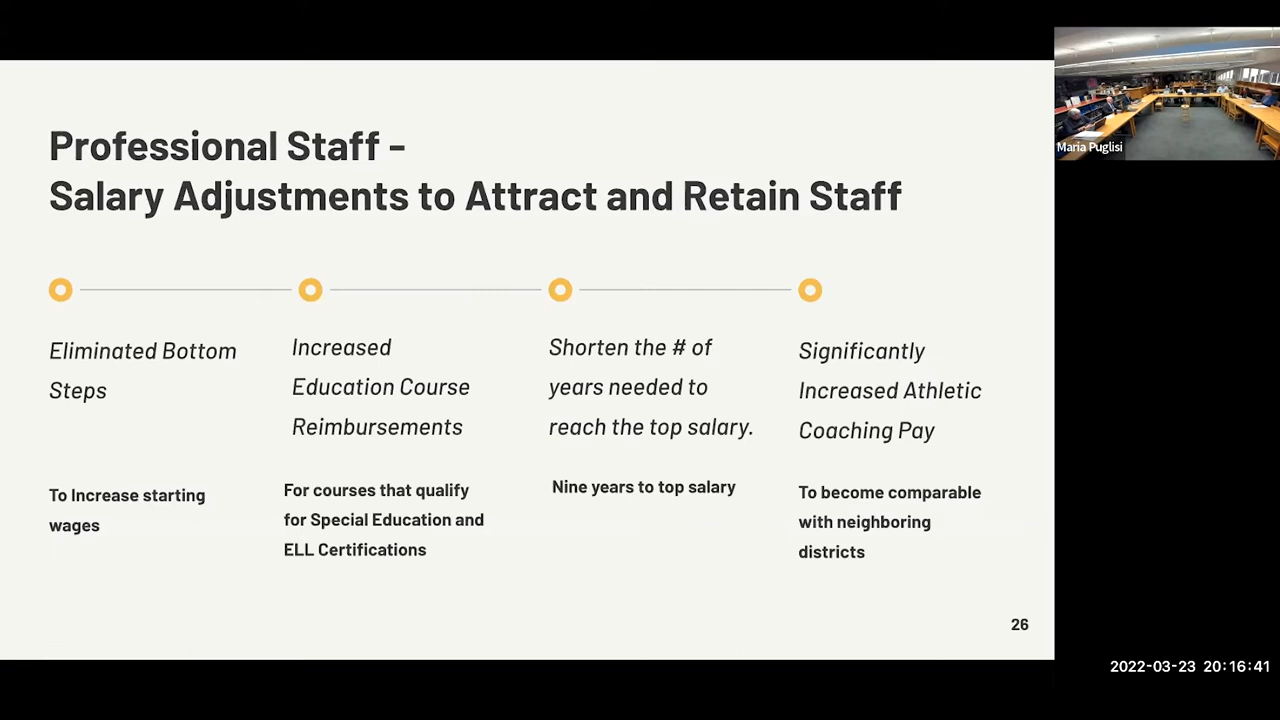 Professional Staff -
Salary Adjustments to Attract and Retain Staff
Eliminated Bottom
Steps
To Increase starting
wages
Increased
Education Course
Reimbursements
For courses that qualify
for Special Education and
ELL Certifications
Shorten the # of
years needed to
reach the top salary.
Nine years to top salary
Significantly
Increased Athletic
Coaching Pay
To become comparable
with neighboring
districts
26
Maria Puglisi
2022-03-23 20:16:41